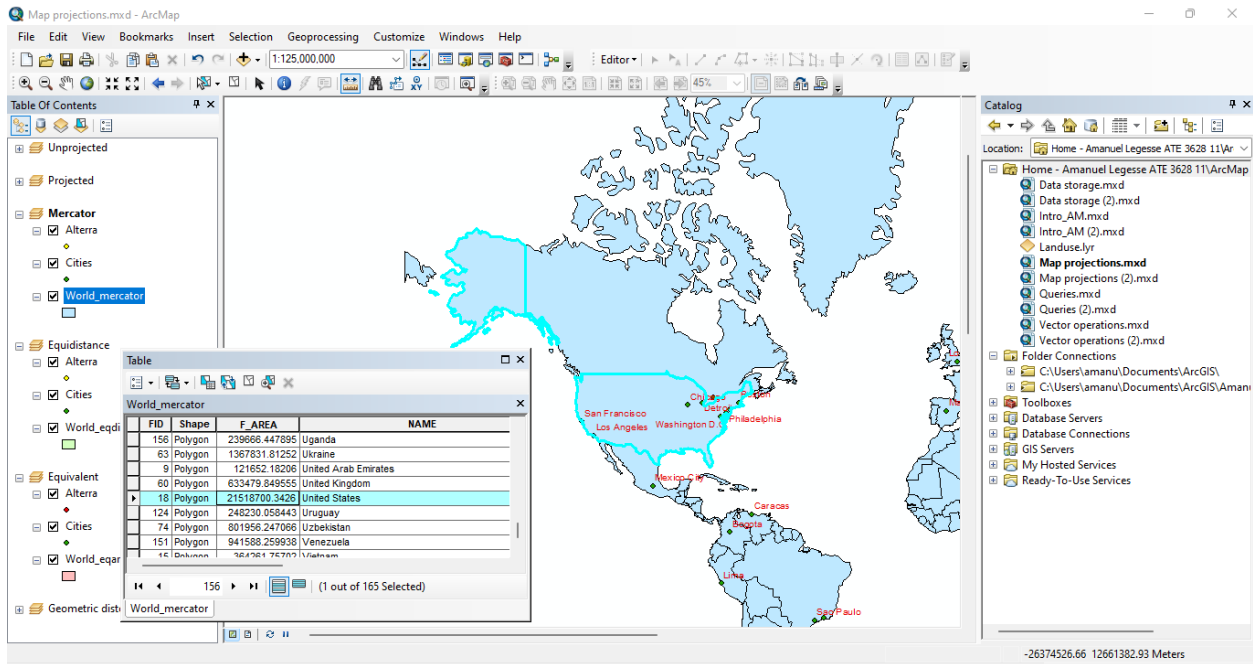 Map projections.mxd - ArcMap
File Edit View Bookmarks Insert Selection Geoprocessing Customize Windows Help
1:125,000,000
Editor
45%
Table Of Contents
Unprojected
Projected
Mercator
Alterra
Cities
World_mercator
Equidistance
Alterra
Cities
World_eqdi
Equivalent
Alterra
Cities
World_eqar
Geometric dist
Table
World_mercator
FID Shape F_AREA NAME
156 Polygon 239666.447895 Uganda
63 Polygon 1367831.81252 Ukraine
9 Polygon 121652.18206 United Arab Emirates
60 Polygon 633479.849555 United Kingdom
18 Polygon 21518700.3426 United States
124 Polygon 248230.058443 Uruguay
74 Polygon 801956.247066 Uzbekistan
151 Polygon 941588.259938 Venezuela
15 Polygon 364261.75702 Vietnam
156 (1 out of 165 Selected)
World_mercator
Chicago
Boston
Detroit
San Francisco
Philadelphia
Los Angeles
Washington D.C
Mexico City
Caracas
Bogota
Lima
Sao Paulo
Catalog
Location: Home - Amanuel Legesse ATE 3628 11\Ar
Home - Amanuel Legesse ATE 3628 11\ArcMap
Data storage.mxd
Data storage (2).mxd
Intro_AM.mxd
Intro_AM (2).mxd
Landuse.lyr
Map projections.mxd
Map projections (2).mxd
Queries.mxd
Queries (2).mxd
Vector operations.mxd
Vector operations (2).mxd
Folder Connections
C:\Users\amanu\Documents\ArcGIS\
C:\Users\amanu\Documents\ArcGIS\Amanu
Toolboxes
Database Servers
Database Connections
GIS Servers
My Hosted Services
Ready-To-Use Services
-26374526.66 12661382.93 Meters